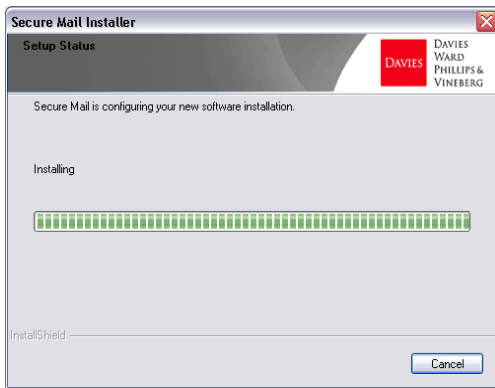 Secure Mail Installer
Setup Status
DAVIES
DAVIES
WARD
PHILLIPS &
VINEBERG
Secure Mail is configuring your new software installation.
Installing
InstallShield
Cancel